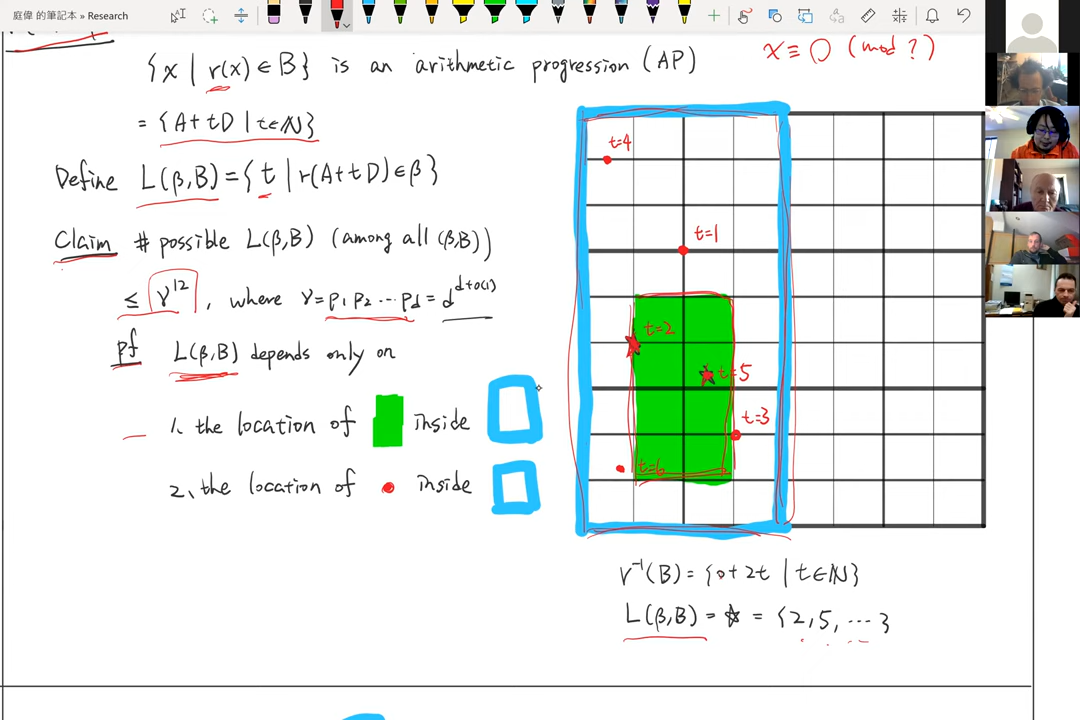 庭偉 的筆記本 » Research
{x | r(x) ∈ B} is an arithmetic progression (AP)
x ≡ 0 (mod ?)
= {A + tD | t ∈ ℕ}
Define L(β,B) = { t | r(A+tD) ∈ β}
Claim # possible L(β,B) (among all (β,B))
≤ γ^12, where γ = p₁ p₂ ⋯ p_d = d^(d+o(1))
pf L(β,B) depends only on
1. the location of inside
2. the location of inside
t=4
t=1
t=2
t=5
t=3
t=6
r⁻¹(B) = {0+2t | t ∈ ℕ}
L(β,B) = ☆ = {2,5, ⋯ }